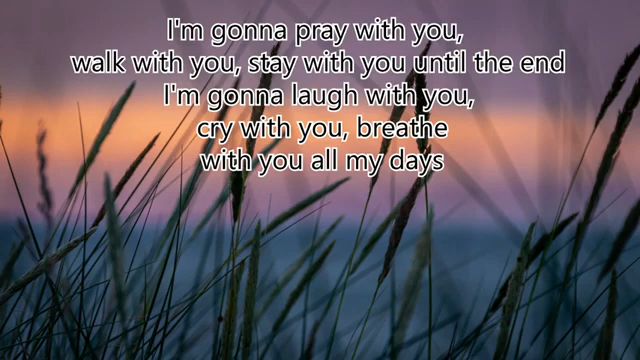 I'm gonna pray with you,
walk with you, stay with you until the end
I'm gonna laugh with you,
cry with you, breathe
with you all my days